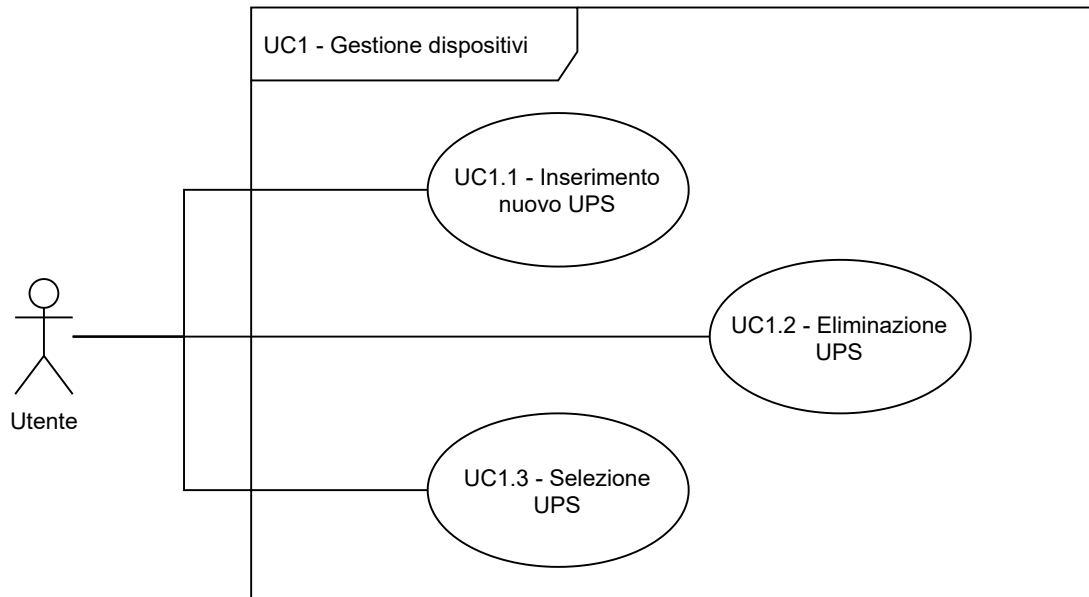 UC1 - Gestione dispositivi
UC1.1 - Inserimento
nuovo UPS
UC1.2 - Eliminazione
UPS
Utente
UC1.3 - Selezione
UPS